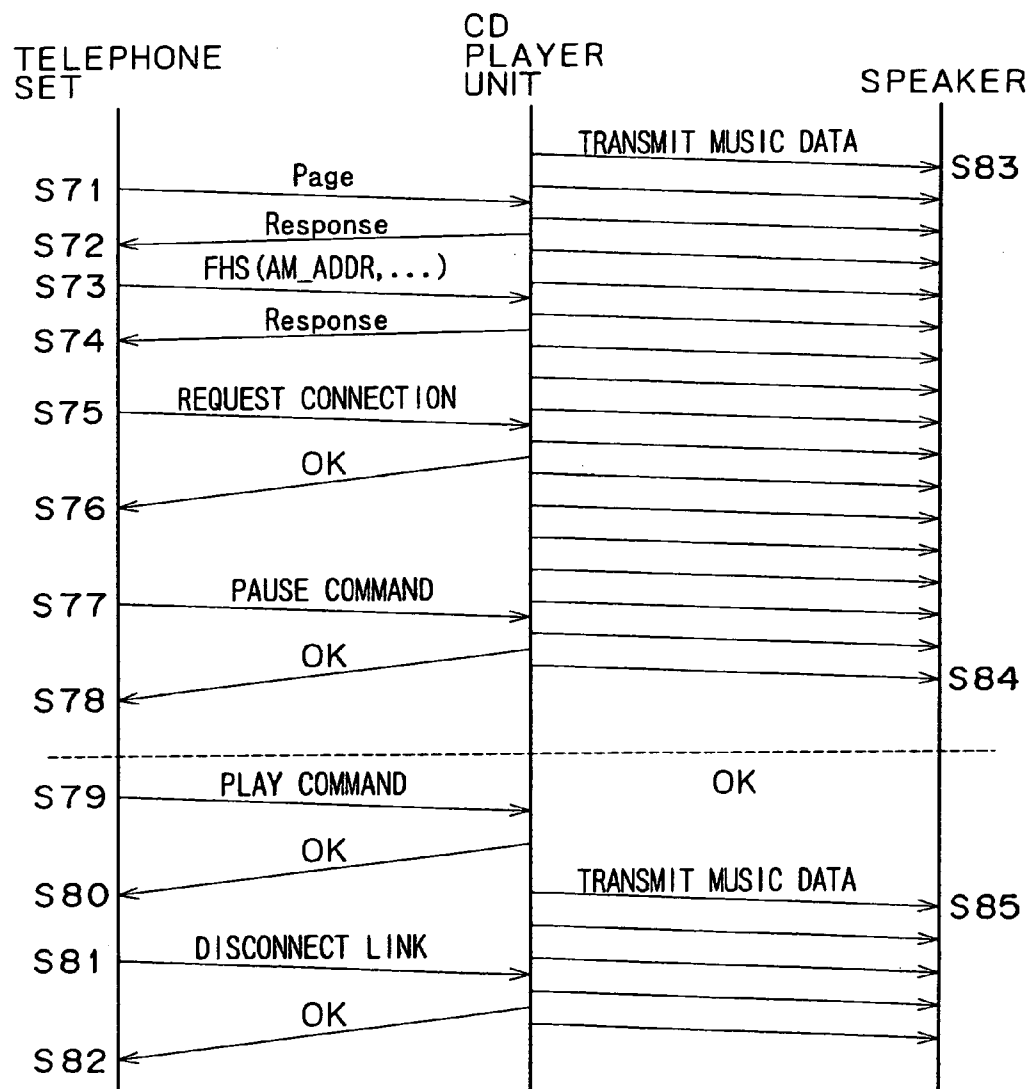 TELEPHONE
SET
CD
PLAYER
UNIT
SPEAKER
TRANSMIT MUSIC DATA
S83
S71
Page
S72
Response
S73
FHS(AM_ADDR,...)
S74
Response
S75
REQUEST CONNECTION
OK
S76
S77
PAUSE COMMAND
OK
S78
S84
S79
PLAY COMMAND
OK
OK
S80
TRANSMIT MUSIC DATA
S85
S81
DISCONNECT LINK
OK
S82